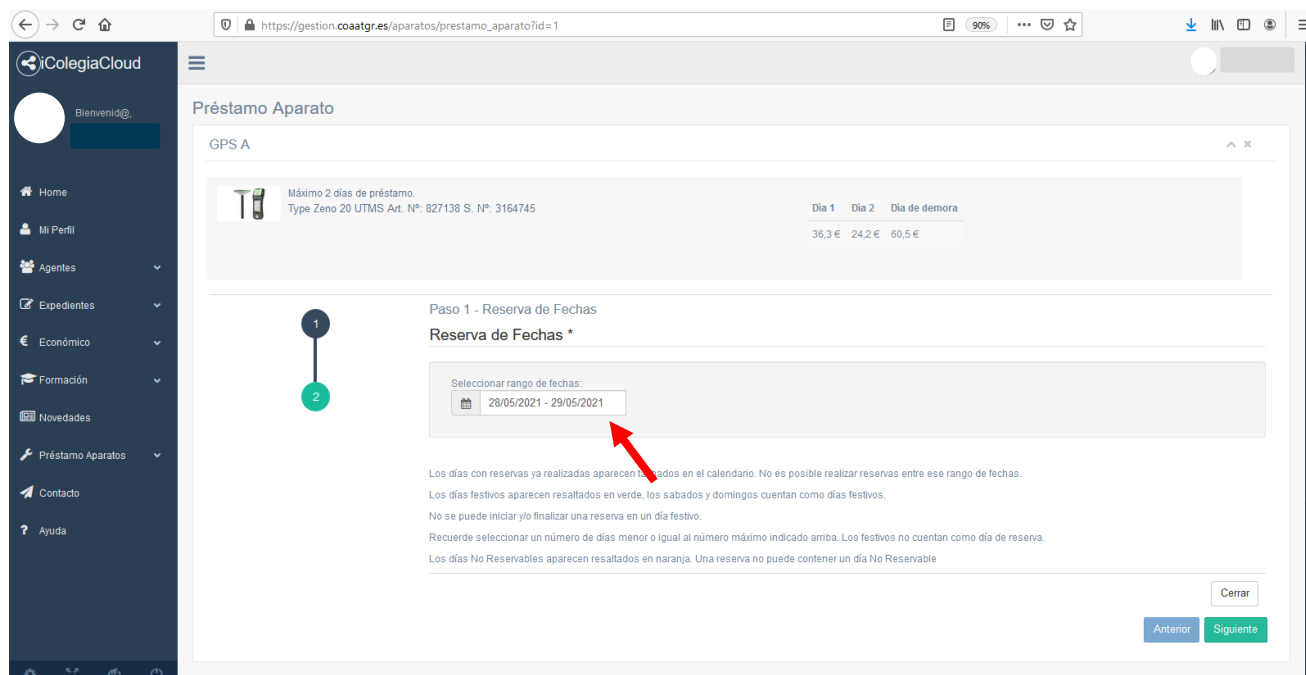 https://gestion.coaatgr.es/aparatos/prestamo_aparato?id=1
90%
iColegiaCloud
Bienvenid@,
Home
Mi Perfil
Agentes
Expedientes
€ Económico
Formación
Novedades
Préstamo Aparatos
Contacto
? Ayuda
Préstamo Aparato
GPS A
Máximo 2 días de préstamo.
Type Zeno 20 UTMS Art. Nº: 827138 S. Nº: 3164745
Dia 1 Dia 2 Dia de demora
36,3 € 24,2 € 60,5 €
1
2
Paso 1 - Reserva de Fechas
Reserva de Fechas *
Seleccionar rango de fechas:
28/05/2021 - 29/05/2021
Los días con reservas ya realizadas aparecen en el calendario. No es posible realizar reservas entre ese rango de fechas.
Los días festivos aparecen resaltados en verde, los sabados y domingos cuentan como días festivos.
No se puede iniciar y/o finalizar una reserva en un día festivo.
Recuerde seleccionar un número de días menor o igual al número máximo indicado arriba. Los festivos no cuentan como día de reserva.
Los días No Reservables aparecen resaltados en naranja. Una reserva no puede contener un día No Reservable
Cerrar
Anterior
Siguiente